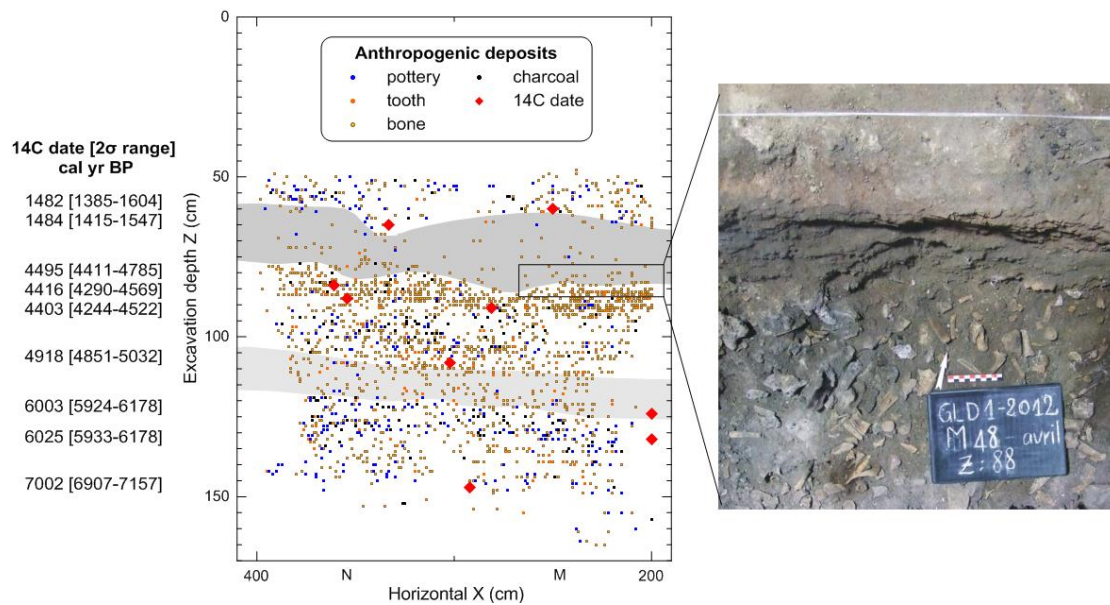 0
50
100
150
Excavation depth Z (cm)
400
N
M
200
Horizontal X (cm)
Anthropogenic deposits
pottery
tooth
bone
charcoal
14C date
14C date [2σ range]
cal yr BP
1482 [1385-1604]
1484 [1415-1547]
4495 [4411-4785]
4416 [4290-4569]
4403 [4244-4522]
4918 [4851-5032]
6003 [5924-6178]
6025 [5933-6178]
7002 [6907-7157]
GLD1-2012
M48-avril
Z: 88